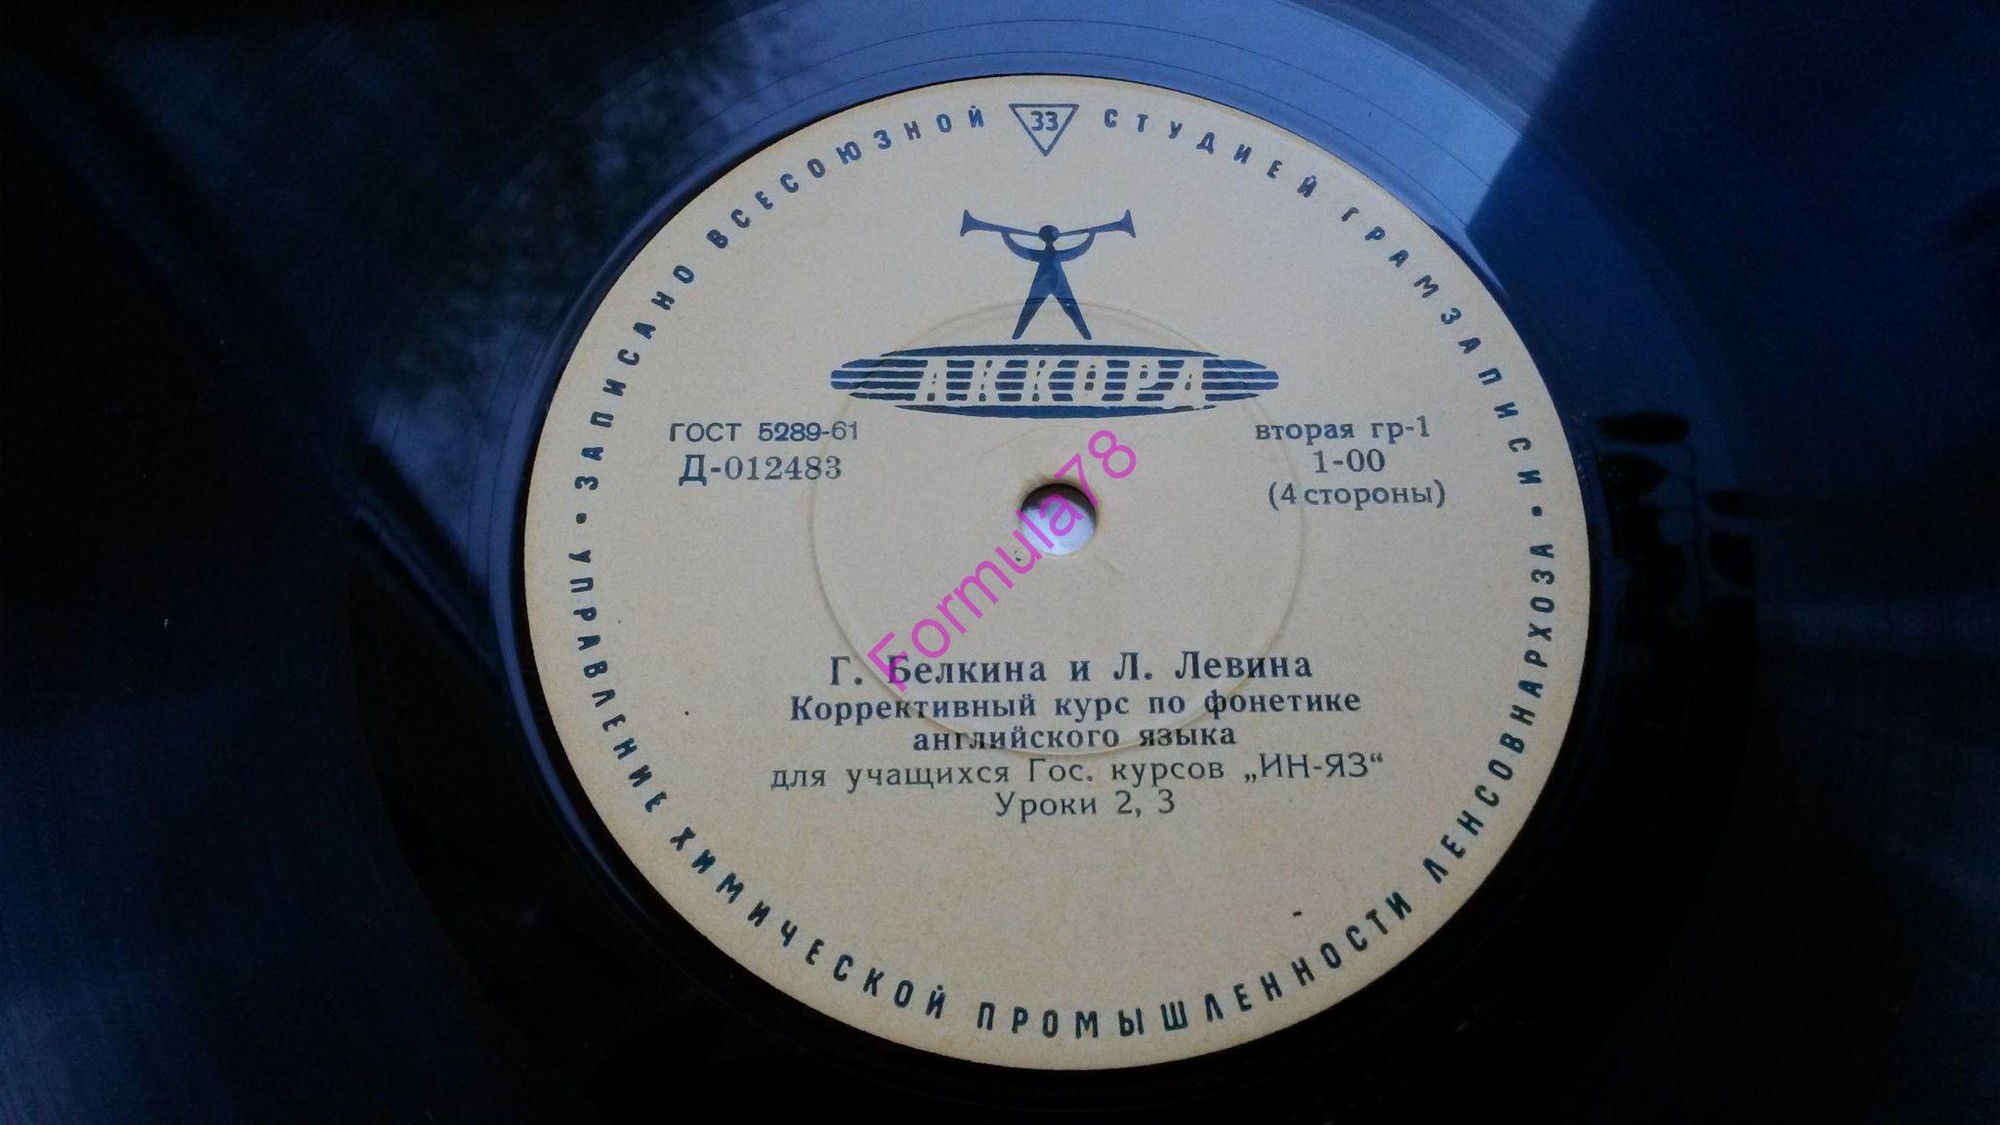 ЗАПИСАНО ВСЕСОЮЗНОЙ 33 СТУДИЕЙ ГРАМЗАПИСИ
АККОРД
ГОСТ 5289-61
Д-012483
вторая гр-1
1-00
(4 стороны)
Formula78
Г. Белкина и Л. Левина
Коррективный курс по фонетике
английского языка
для учащихся Гос. курсов „ИН-ЯЗ“
Уроки 2, 3
• УПРАВЛЕНИЕ ХИМИЧЕСКОЙ ПРОМЫШЛЕННОСТИ ЛЕНСОВНАРХОЗА •